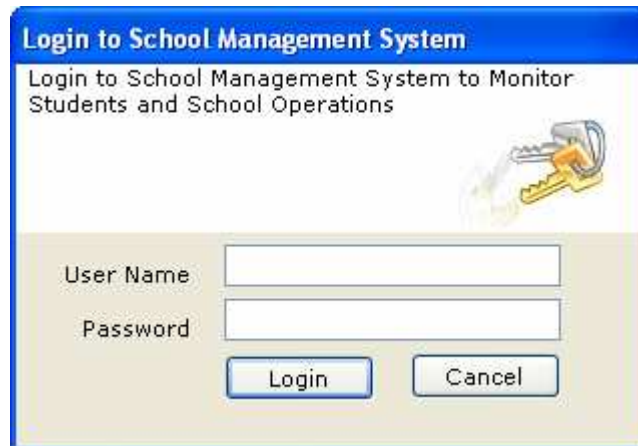 Login to School Management System
Login to School Management System to Monitor
Students and School Operations
User Name
Password
Login
Cancel